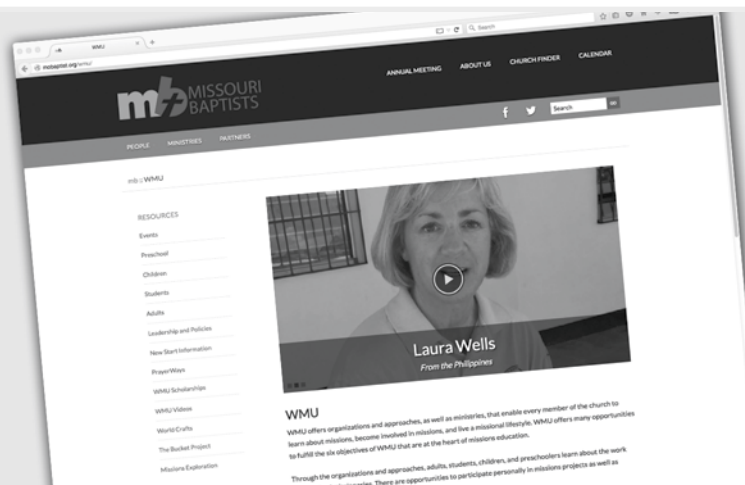 WMU
mobaptist.org/wmu/
Search
mb MISSOURI
BAPTISTS
ANNUAL MEETING ABOUT US CHURCH FINDER CALENDAR
PEOPLE MINISTRIES PARTNERS
f Search
mb :: WMU
RESOURCES
Events
Preschool
Children
Students
Adults
Leadership and Policies
New Start Information
PrayerWays
WMU Scholarships
WMU Videos
World Crafts
The Bucket Project
Missions Exploration
Laura Wells
From the Philippines
WMU
WMU offers organizations and approaches, as well as ministries, that enable every member of the church to
learn about missions, become involved in missions, and live a missional lifestyle. WMU offers many opportunities
to fulfill the six objectives of WMU that are at the heart of missions education.
Through the organizations and approaches, adults, students, children, and preschoolers learn about the work
There are opportunities to participate personally in missions projects as well as